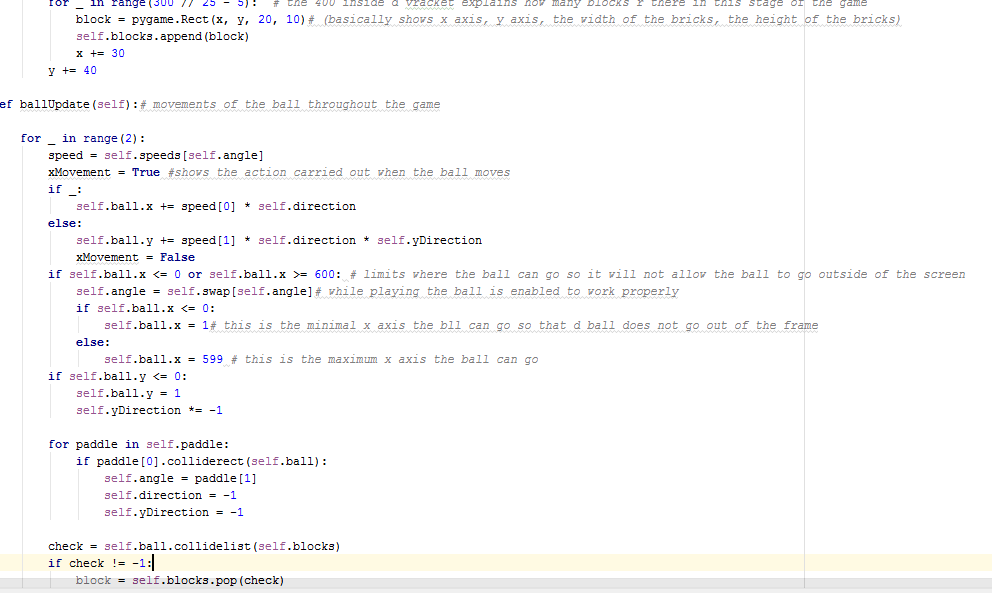 for _ in range(300 // 25 - 5):  # the 400 inside d vracket explains how many blocks r there in this stage of the game
block = pygame.Rect(x, y, 20, 10)# (basically shows x axis, y axis, the width of the bricks, the height of the bricks)
self.blocks.append(block)
x += 30
y += 40
ef ballUpdate(self):# movements of the ball throughout the game
for _ in range(2):
speed = self.speeds[self.angle]
xMovement = True #shows the action carried out when the ball moves
if _:
self.ball.x += speed[0] * self.direction
else:
self.ball.y += speed[1] * self.direction * self.yDirection
xMovement = False
if self.ball.x <= 0 or self.ball.x >= 600: # limits where the ball can go so it will not allow the ball to go outside of the screen
self.angle = self.swap[self.angle]# while playing the ball is enabled to work properly
if self.ball.x <= 0:
self.ball.x = 1# this is the minimal x axis the bll can go so that d ball does not go out of the frame
else:
self.ball.x = 599 # this is the maximum x axis the ball can go
if self.ball.y <= 0:
self.ball.y = 1
self.yDirection *= -1
for paddle in self.paddle:
if paddle[0].colliderect(self.ball):
self.angle = paddle[1]
self.direction = -1
self.yDirection = -1
check = self.ball.collidelist(self.blocks)
if check != -1:
block = self.blocks.pop(check)